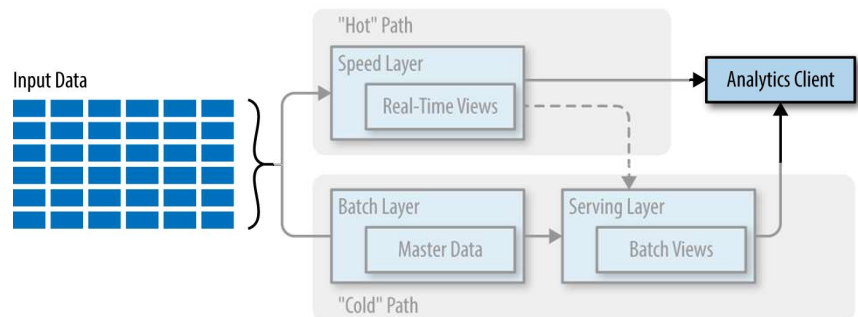 "Hot" Path
Speed Layer
Real-Time Views
Input Data
Analytics Client
Batch Layer
Master Data
Serving Layer
Batch Views
"Cold" Path